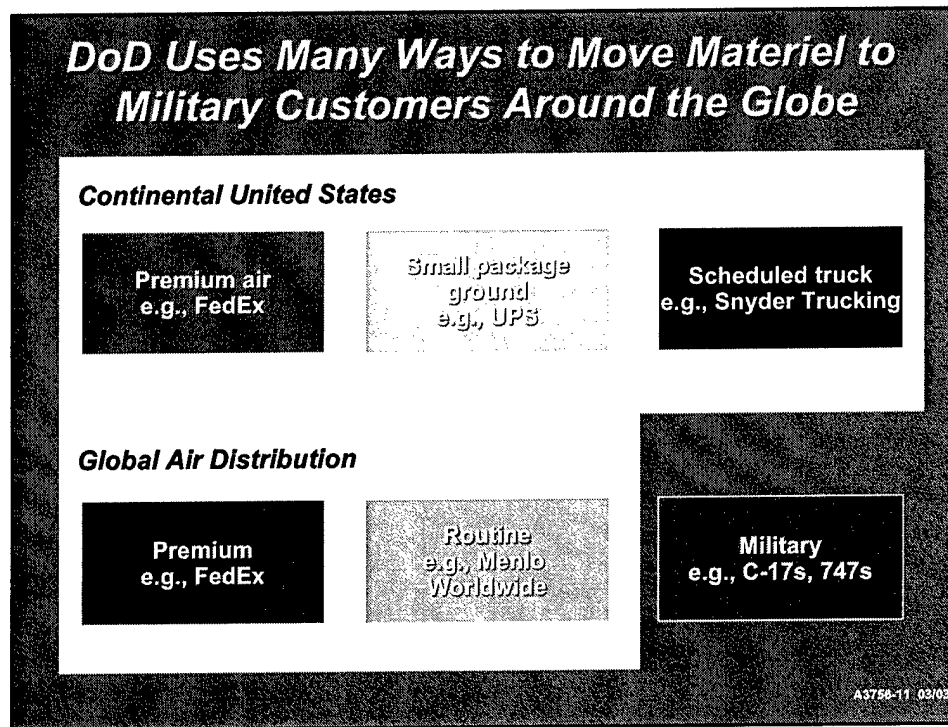 DoD Uses Many Ways to Move Materiel to
Military Customers Around the Globe
Continental United States
Premium air
e.g., FedEx
Small package
ground
e.g., UPS
Scheduled truck
e.g., Snyder Trucking
Global Air Distribution
Premium
e.g., FedEx
Routine
e.g., Menlo
Worldwide
Military
e.g., C-17s, 747s
A3756-11 03/03